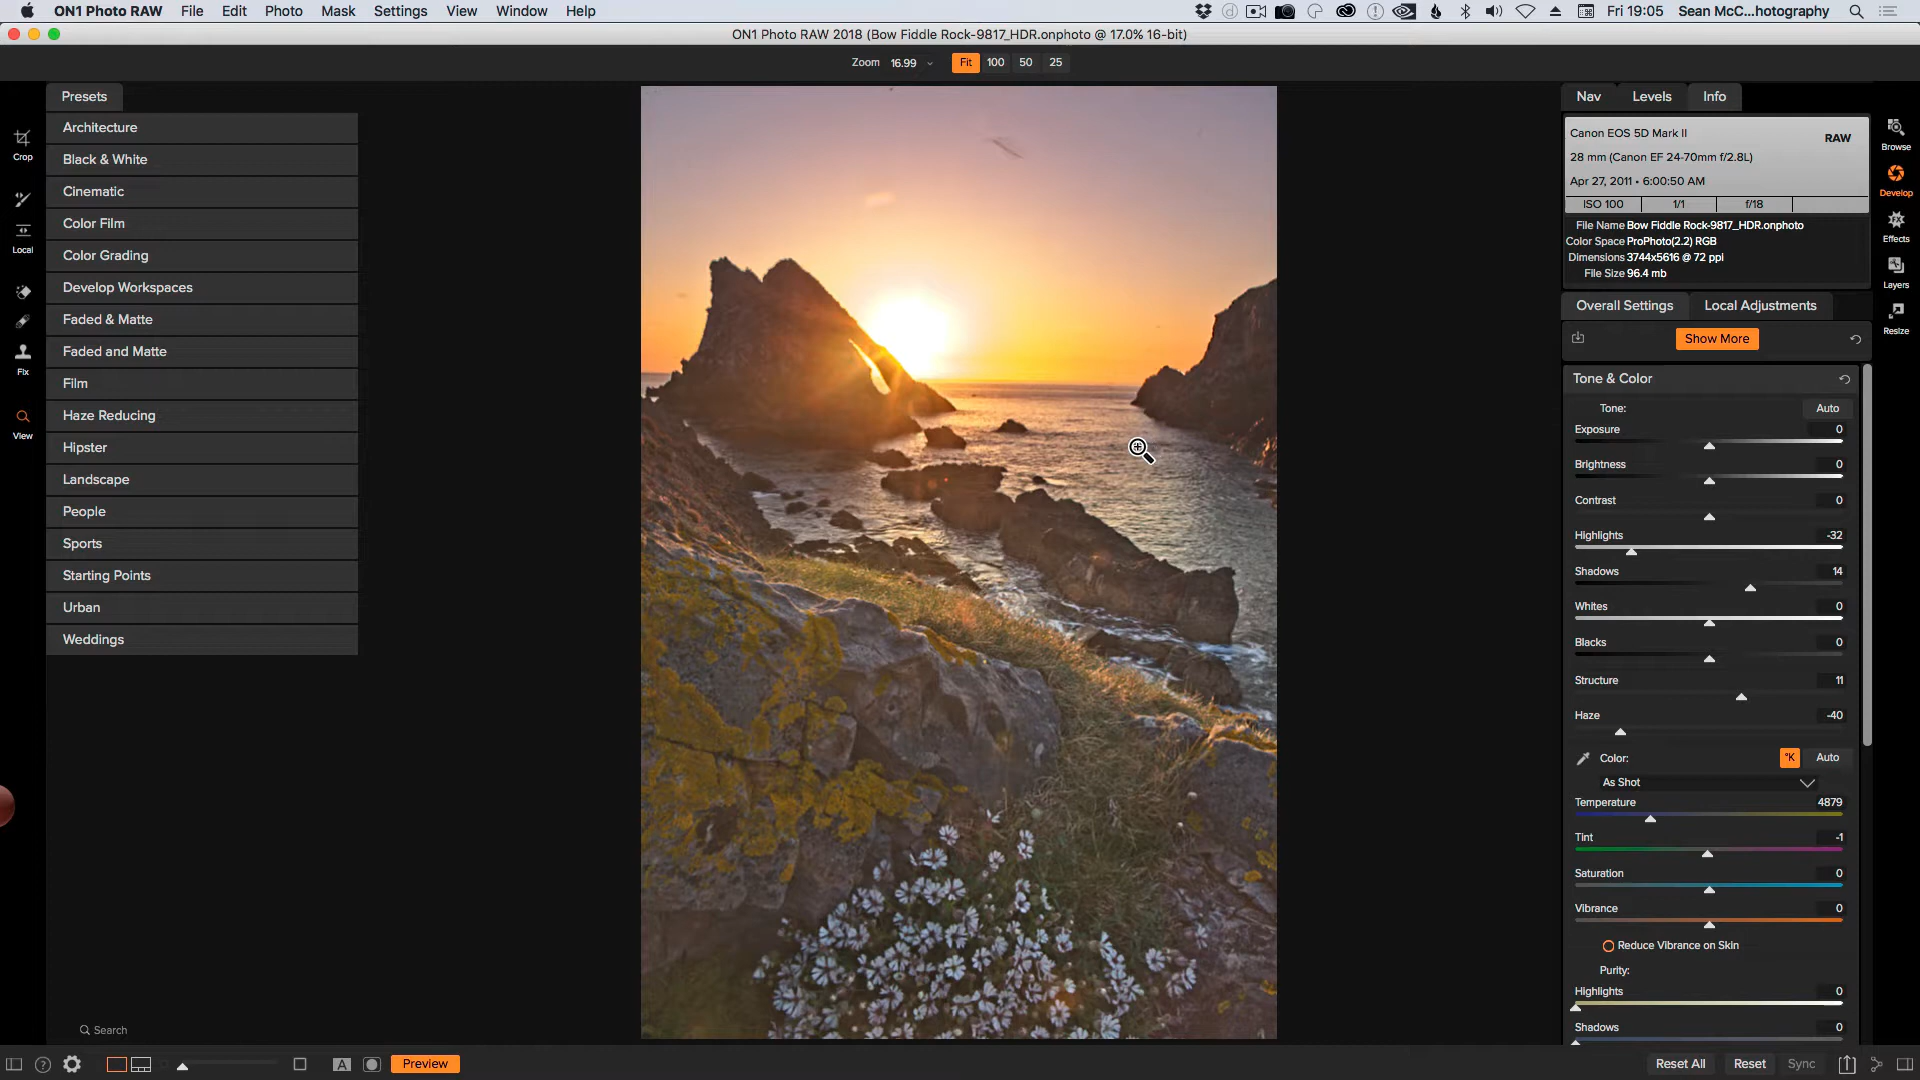 ON1 Photo RAW File Edit Photo Mask Settings View Window Help Fri 19:05 Sean McC...hotography
ON1 Photo RAW 2018 (Bow Fiddle Rock-9817_HDR.onphoto @ 17.0% 16-bit)
Zoom 16.99 Fit 100 50 25
Presets
Architecture
Black & White
Cinematic
Color Film
Color Grading
Develop Workspaces
Faded & Matte
Faded and Matte
Film
Haze Reducing
Hipster
Landscape
People
Sports
Starting Points
Urban
Weddings
Search
Crop
Local
Fix
View
Nav Levels Info
Canon EOS 5D Mark II
RAW
28 mm (Canon EF 24-70mm f/2.8L)
Apr 27, 2011 • 6:00:50 AM
ISO 100 1/1 f/18
File Name Bow Fiddle Rock-9817_HDR.onphoto
Color Space ProPhoto(2.2) RGB
Dimensions 3744x5616 @ 72 ppi
File Size 96.4 mb
Overall Settings Local Adjustments
Show More
Tone & Color
Tone: Auto
Exposure 0
Brightness 0
Contrast 0
Highlights -32
Shadows 14
Whites 0
Blacks 0
Structure 11
Haze -40
Color: °K Auto
As Shot
Temperature 4879
Tint -1
Saturation 0
Vibrance 0
Reduce Vibrance on Skin
Purity:
Highlights 0
Shadows 0
Browse
Develop
FX
Effects
Layers
Resize
? A Preview Reset All Reset Sync